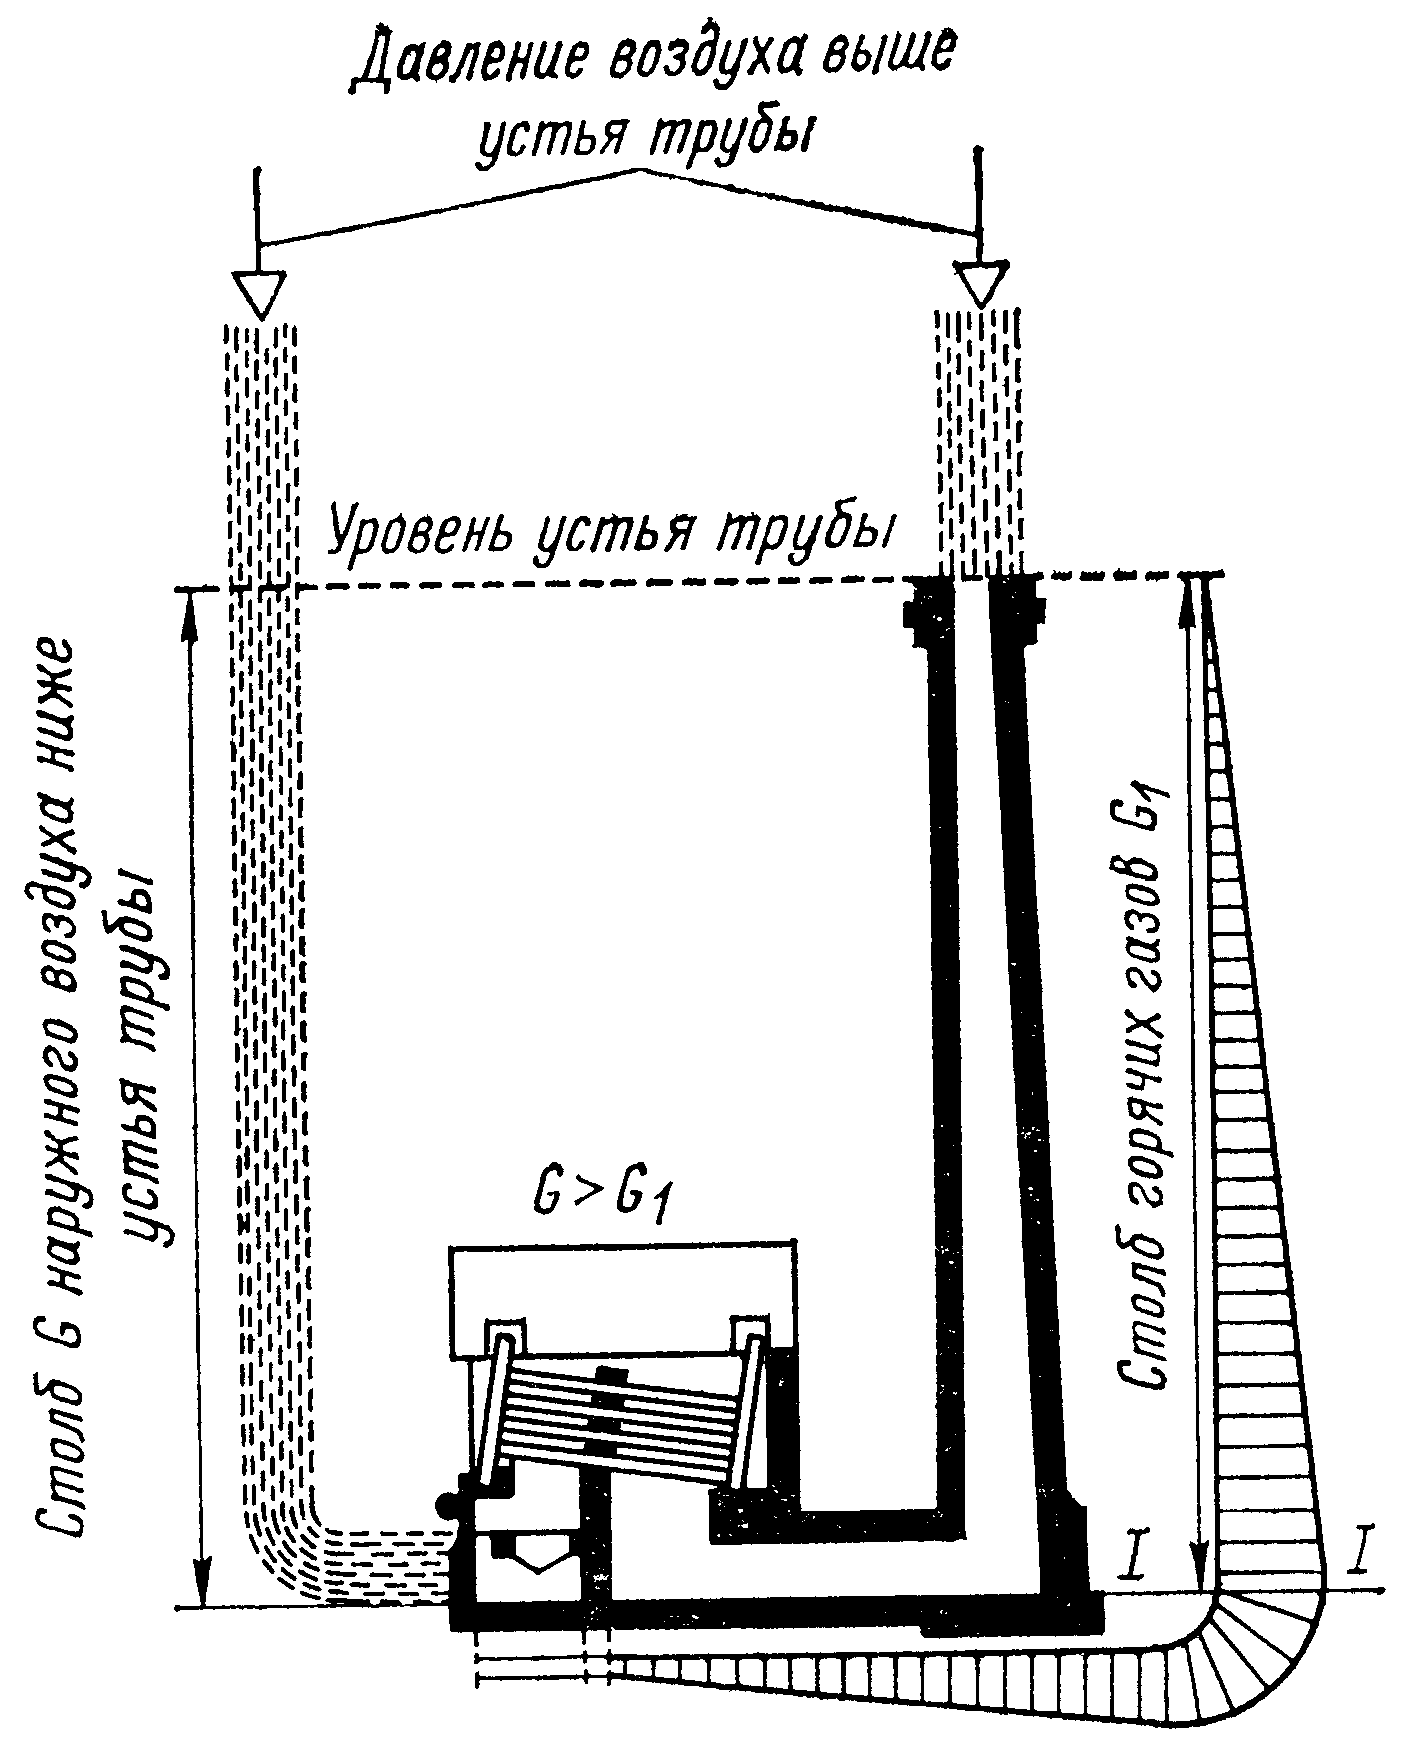 Давление воздуха выше
устья трубы
Уровень устья трубы
Столб G наружного воздуха ниже
устья трубы
G > G₁
Столб горячих газов G₁
I
I